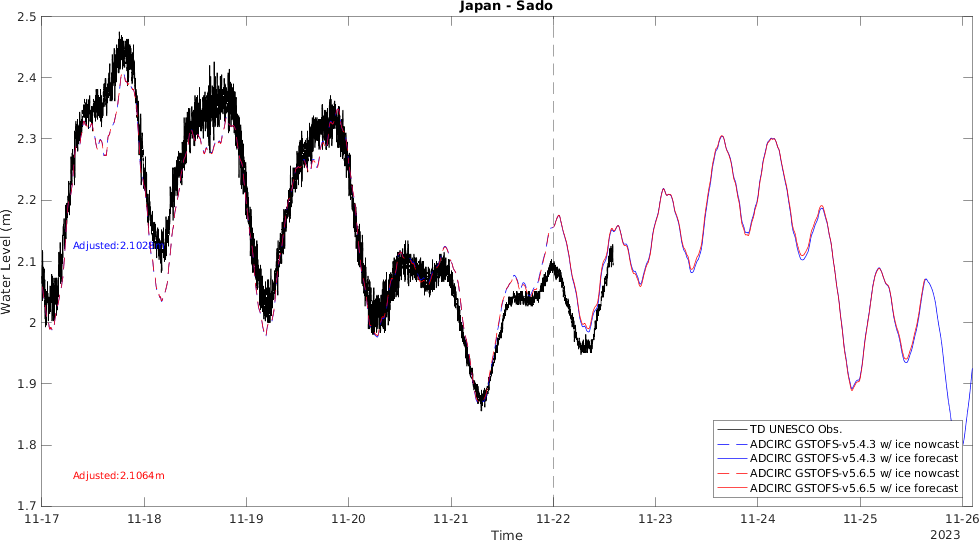 Japan - Sado
Water Level (m)
2.5
2.4
2.3
2.2
2.1
2
1.9
1.8
1.7
Adjusted:2.1028m
Adjusted:2.1064m
TD UNESCO Obs.
ADCIRC GSTOFS-v5.4.3 w/ ice nowcast
ADCIRC GSTOFS-v5.4.3 w/ ice forecast
ADCIRC GSTOFS-v5.6.5 w/ ice nowcast
ADCIRC GSTOFS-v5.6.5 w/ ice forecast
11-17 11-18 11-19 11-20 11-21 11-22 11-23 11-24 11-25 11-26
Time
2023